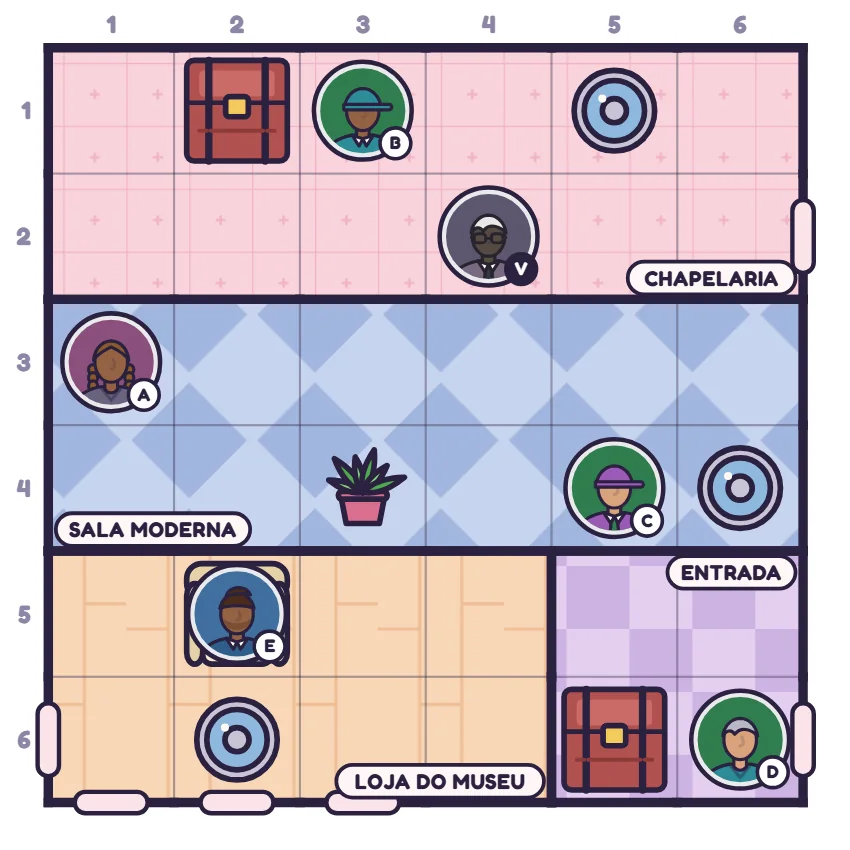 1 2 3 4 5 6
1
B
2
V
CHAPELARIA
3
A
4
C
SALA MODERNA
ENTRADA
5
E
6
D
LOJA DO MUSEU